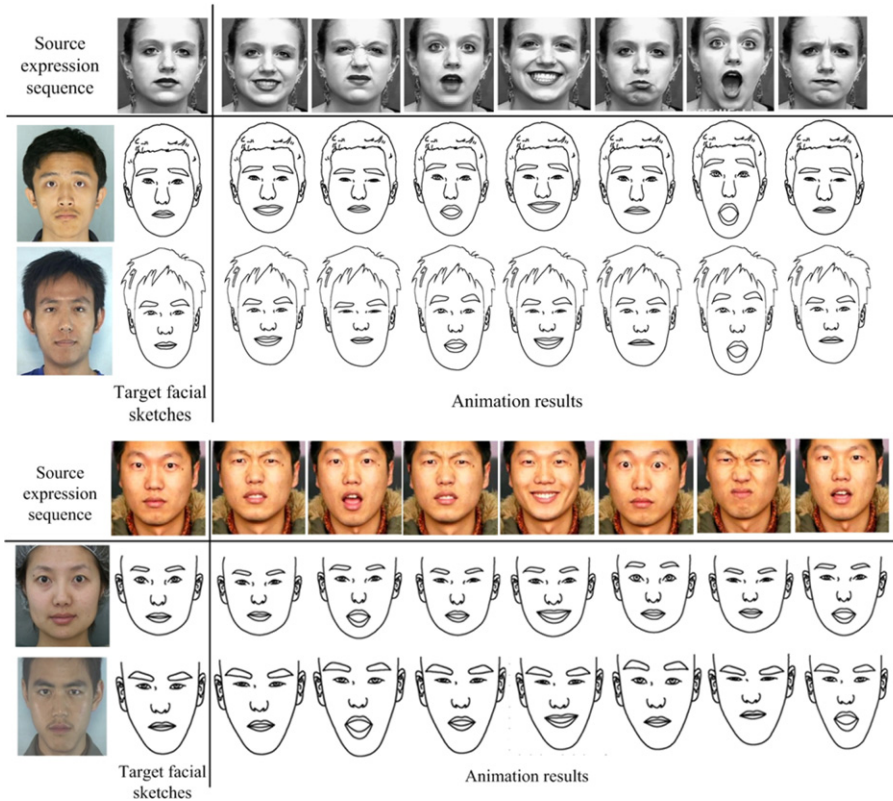 Source
expression
sequence
Target facial
sketches
Animation results
Source
expression
sequence
Target facial
sketches
Animation results